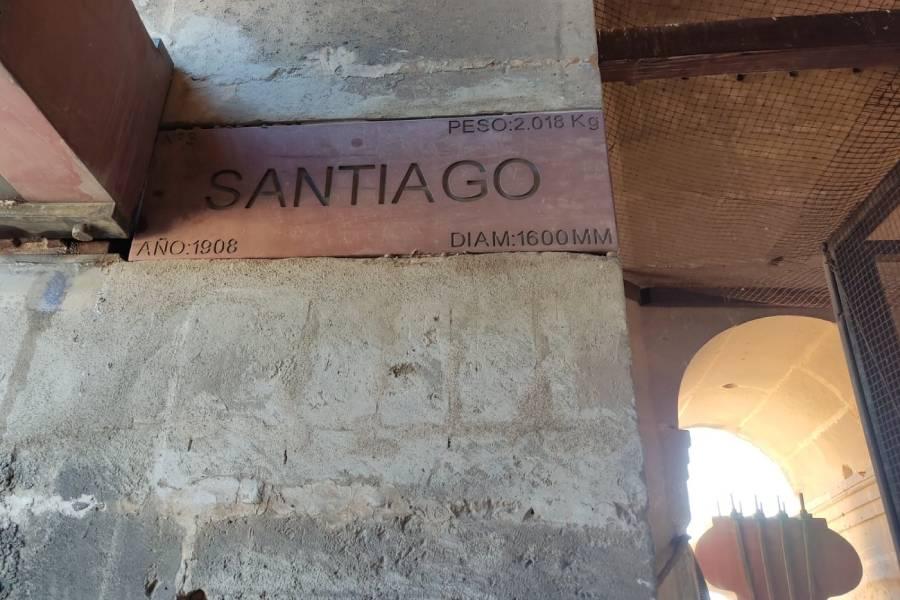 PESO:2.018 Kg
SANTIAGO
AÑO:1908 DIAM:1600MM